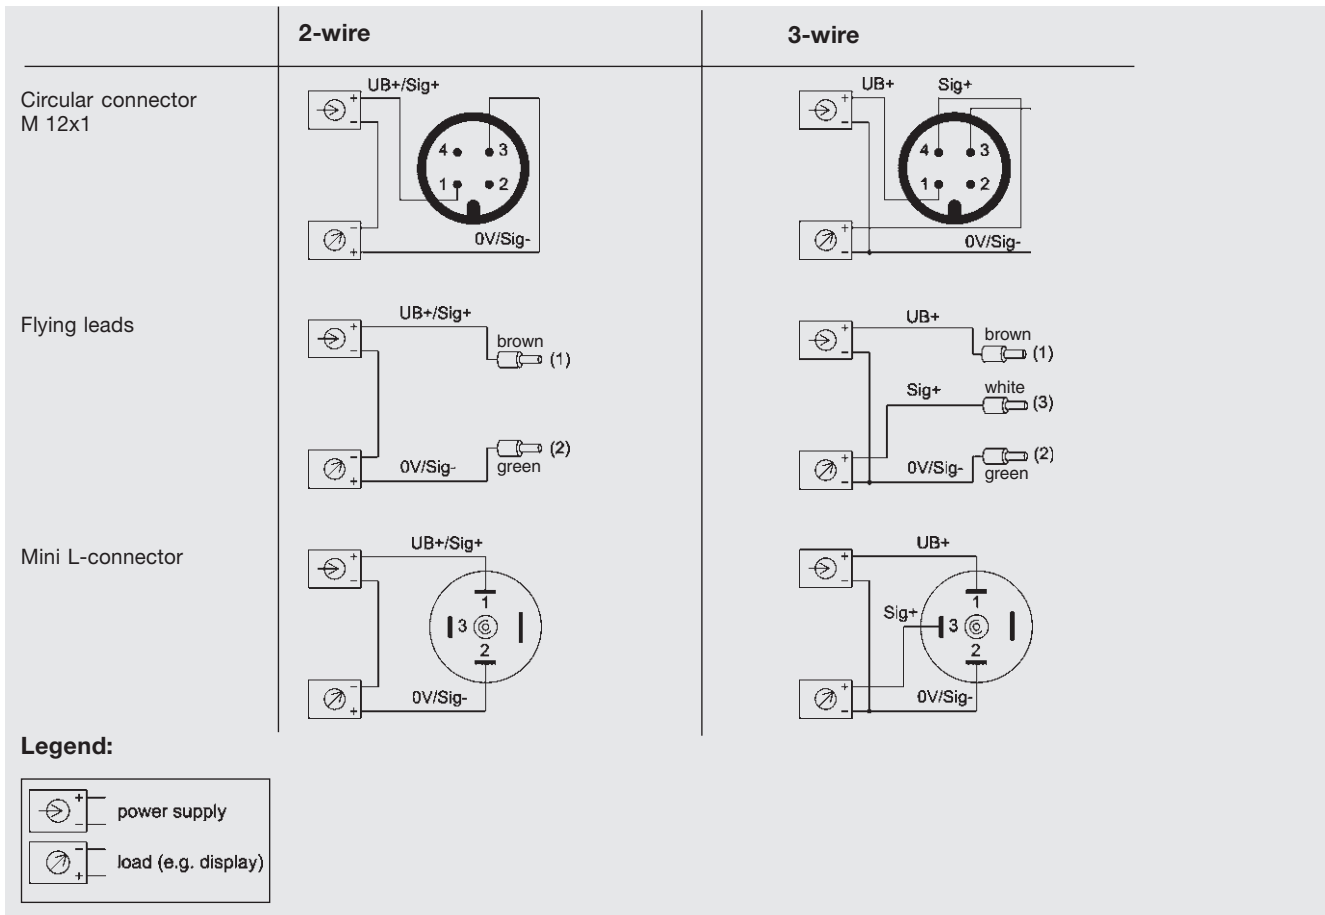 2-wire
3-wire
Circular connector
M 12x1
UB+/Sig+
+
-
4
3
1
2
-
+
0V/Sig-
UB+
Sig+
+
-
4
3
1
2
+
-
0V/Sig-
Flying leads
UB+/Sig+
+
-
brown
(1)
(2)
green
-
+
0V/Sig-
UB+
+
-
brown
(1)
Sig+
white
(3)
+
-
0V/Sig-
(2)
green
Mini L-connector
UB+/Sig+
+
-
1
3
2
-
+
0V/Sig-
UB+
+
-
1
Sig+
3
2
+
-
0V/Sig-
Legend:
+
-
power supply
-
+
load (e.g. display)